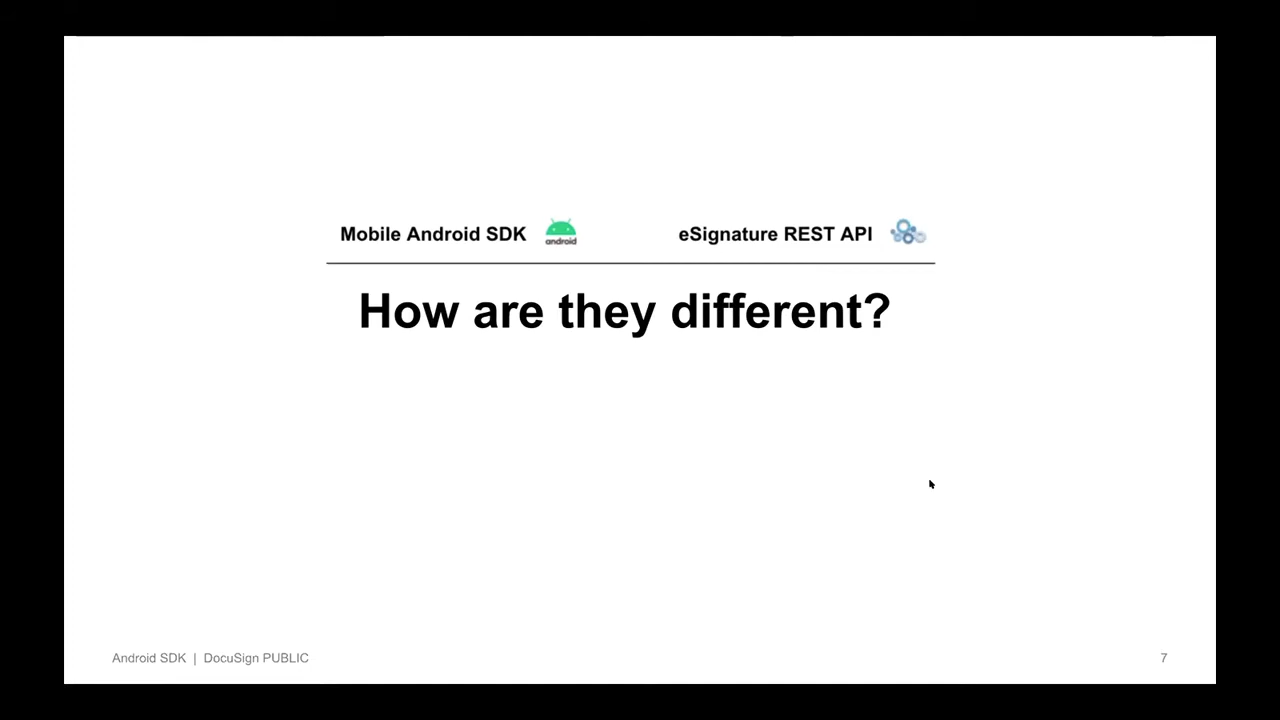 Mobile Android SDK android eSignature REST API
How are they different?
Android SDK | DocuSign PUBLIC 7